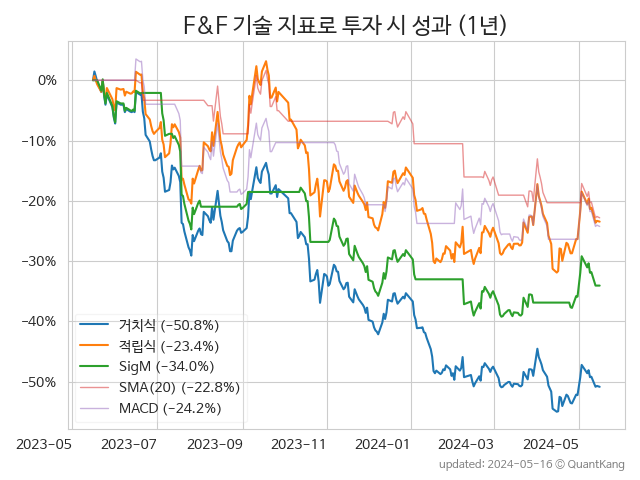 F&F 기술 지표로 투자 시 성과 (1년)
0%
−10%
−20%
−30%
−40%
−50%
거치식 (−50.8%)
적립식 (−23.4%)
SigM (−34.0%)
SMA(20) (−22.8%)
MACD (−24.2%)
2023-05 2023-07 2023-09 2023-11 2024-01 2024-03 2024-05
updated: 2024-05-16 © QuantKang